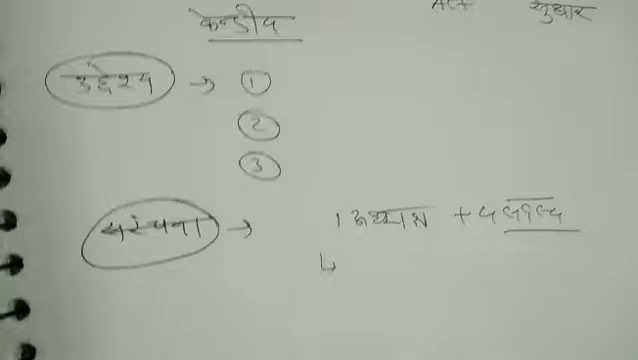 ACT सुधार
केन्द्रीय
उद्देश्य → ①
②
③
संरचना → 1 अध्यक्ष + 4 सदस्य
↳